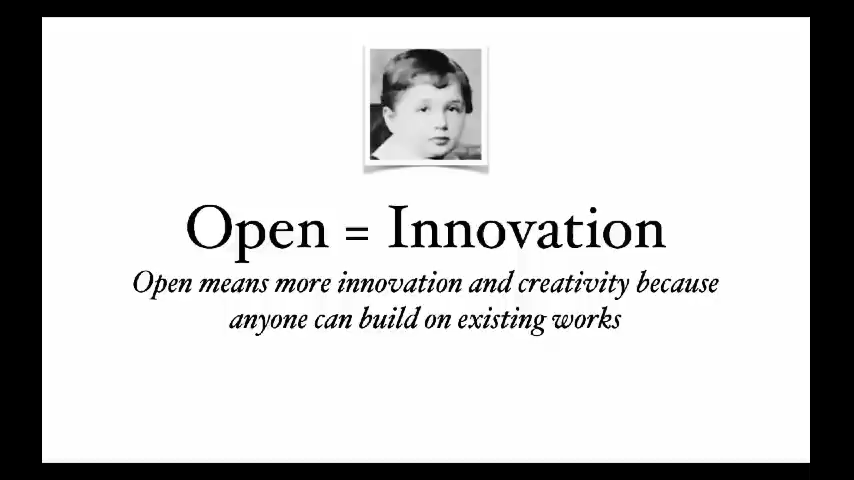 Open = Innovation
Open means more innovation and creativity because
anyone can build on existing works